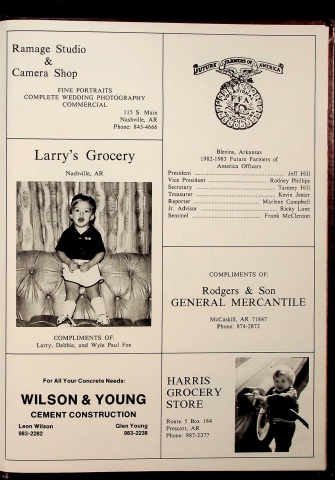 Ramage Studio
&
Camera Shop
FINE PORTRAITS
COMPLETE WEDDING PHOTOGRAPHY
COMMERCIAL
115 S. Main
Nashville, AR
Phone: 845-4666
Larry's Grocery
Nashville, AR
COMPLIMENTS OF:
Larry, Debbie, and Wyle Paul Fox
For All Your Concrete Needs:
WILSON & YOUNG
CEMENT CONSTRUCTION
Leon Wilson Glen Young
983-2282 983-2238
FUTURE FARMERS OF AMERICA
FFA
Blevins, Arkansas
1982-1983 Future Farmers of
America Officers
President Jeff Hill
Vice President Rodney Phillips
Secretary Tammy Hill
Treasurer Kevin Jester
Reporter Marlene Campbell
Jr. Advisor Ricky Lane
Sentinel Frank McClerton
COMPLIMENTS OF:
Rodgers & Son
GENERAL MERCANTILE
McCaskill, AR 71847
Phone: 874-2872
HARRIS
GROCERY
STORE
Route 5 Box 184
Prescott, AR
Phone: 887-2377